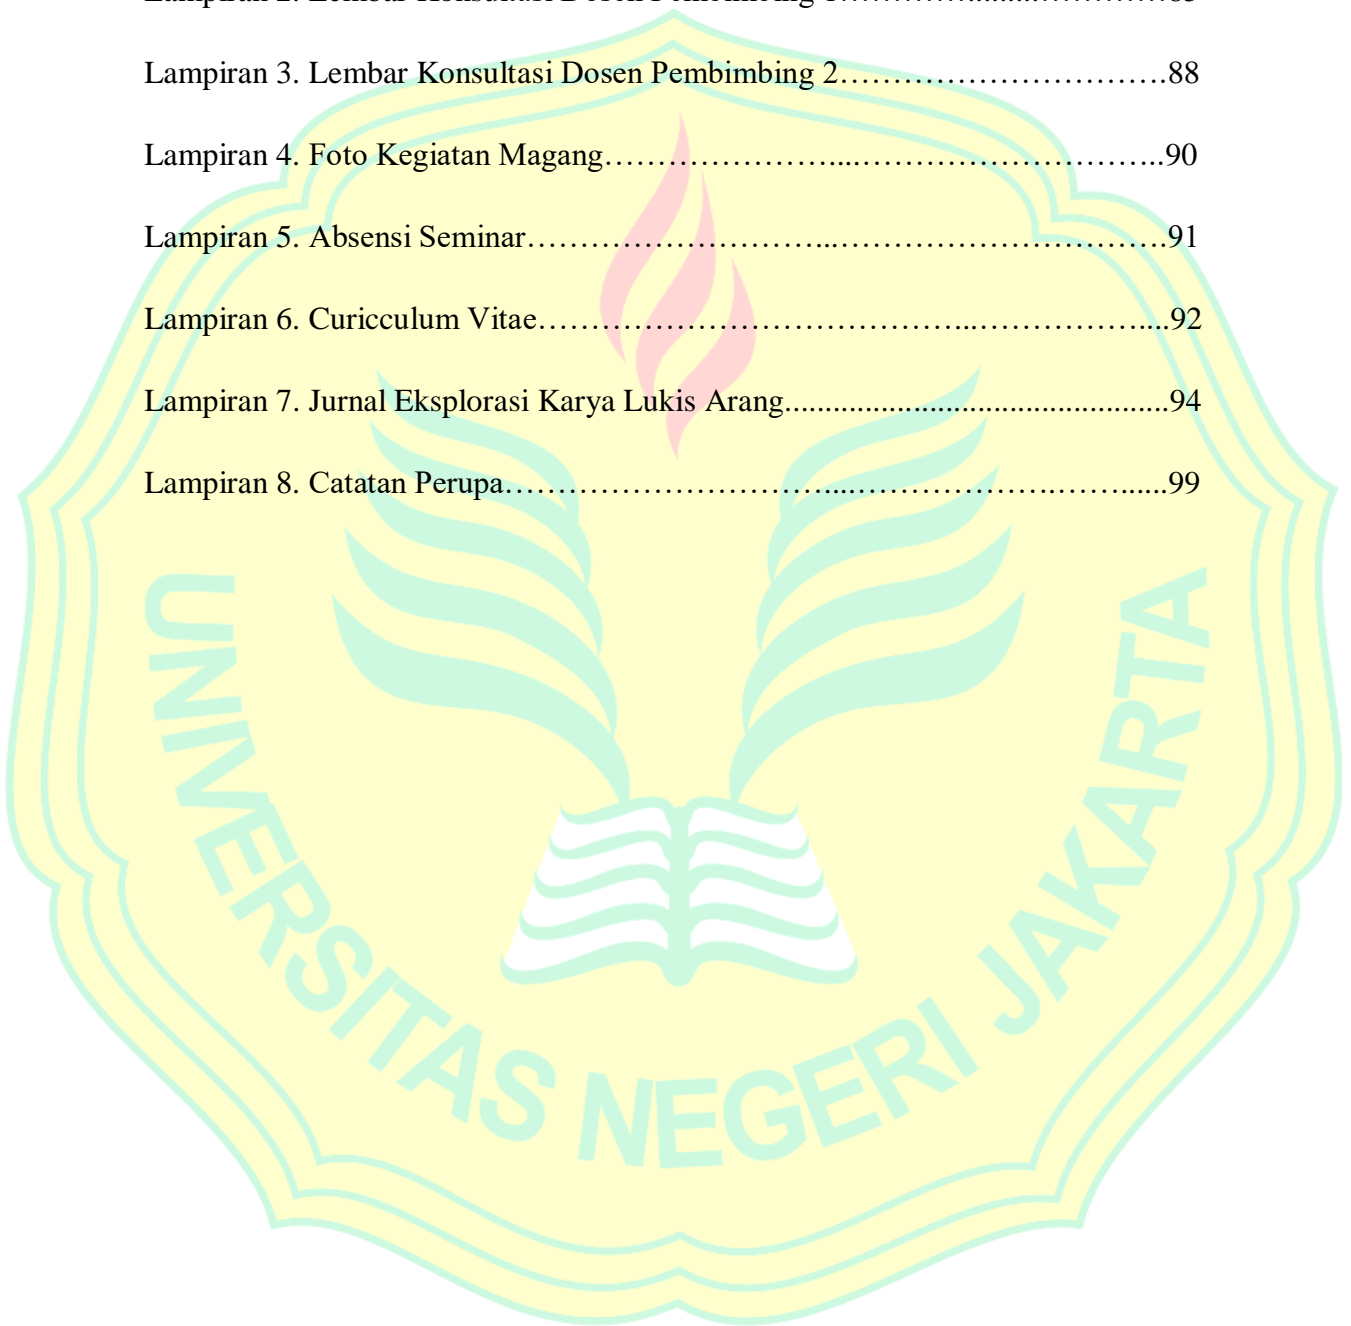 Lampiran 3. Lembar Konsultasi Dosen Pembimbing 2….……………………….88
Lampiran 4. Foto Kegiatan Magang…………………....………………………..90
Lampiran 5. Absensi Seminar………………………..………………………….91
Lampiran 6. Curicculum Vitae…………………………………..……………....92
Lampiran 7. Jurnal Eksplorasi Karya Lukis Arang..............................................94
Lampiran 8. Catatan Perupa…………………………....……………….…….....99
UNIVERSITAS NEGERI JAKARTA